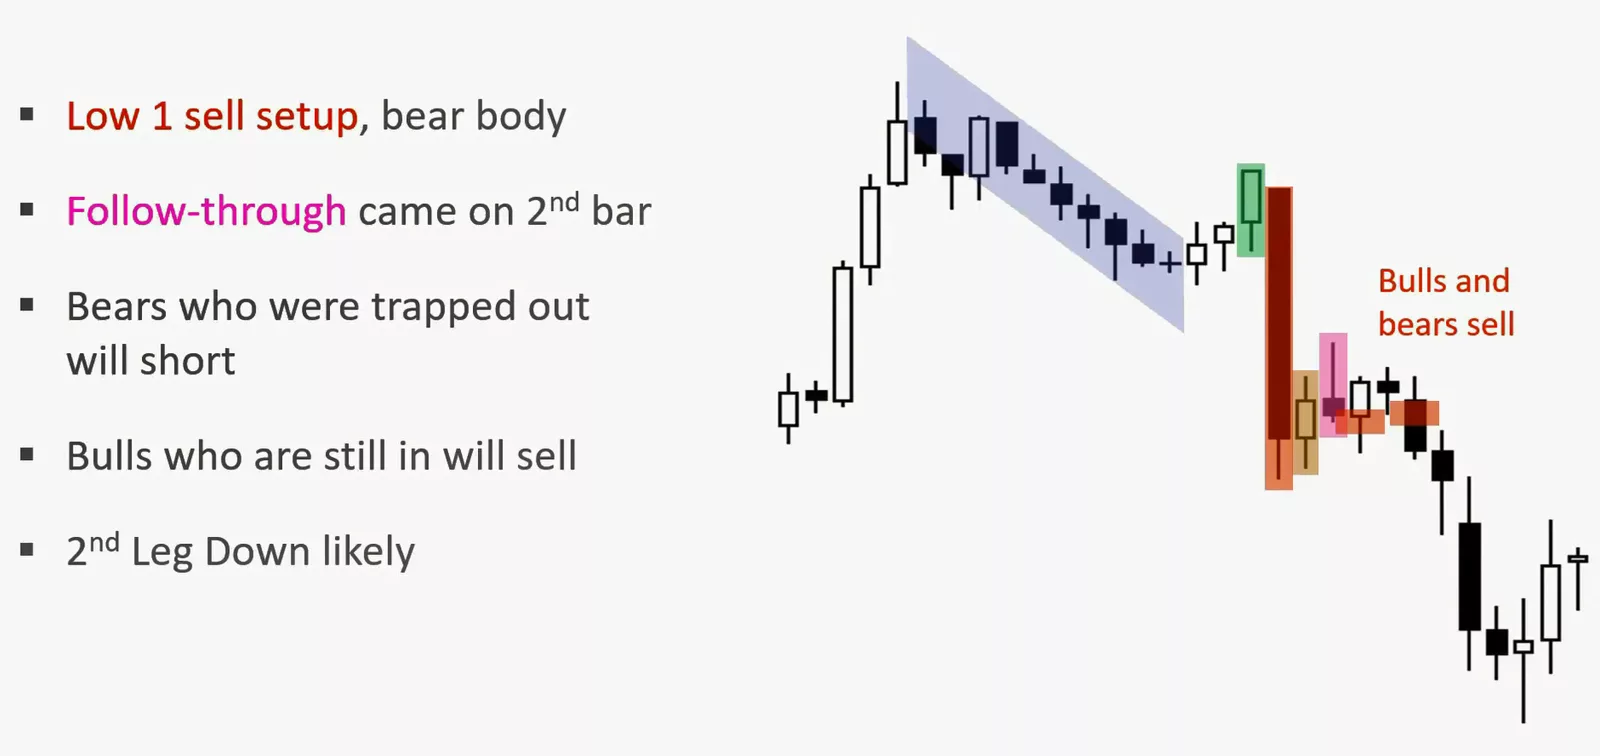 ▪ Low 1 sell setup, bear body
▪ Follow-through came on 2nd bar
▪ Bears who were trapped out
will short
▪ Bulls who are still in will sell
▪ 2nd Leg Down likely
Bulls and
bears sell